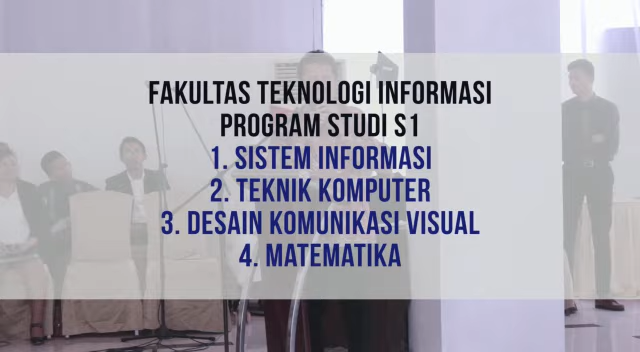 FAKULTAS TEKNOLOGI INFORMASI
PROGRAM STUDI S1
1. SISTEM INFORMASI
2. TEKNIK KOMPUTER
3. DESAIN KOMUNIKASI VISUAL
4. MATEMATIKA